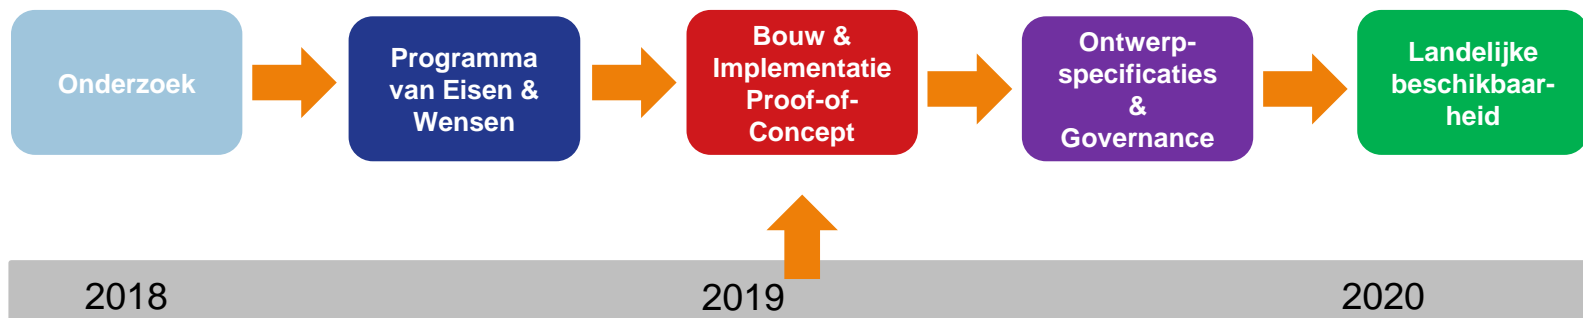 Onderzoek
Programma
van Eisen &
Wensen
Bouw &
Implementatie
Proof-of-
Concept
Ontwerp-
specificaties
&
Governance
Landelijke
beschikbaar-
heid
2018
2019
2020